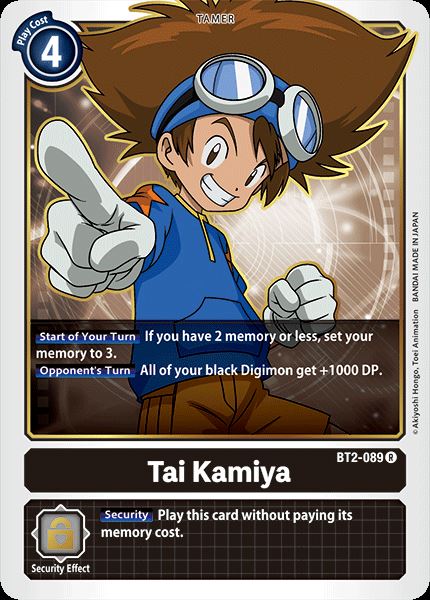 TAMER
Play Cost
4
Start of Your Turn If you have 2 memory or less, set your
memory to 3.
Opponent's Turn All of your black Digimon get +1000 DP.
©Akiyoshi Hongo, Toei Animation BANDAI MADE IN JAPAN
BT2-089 R
Tai Kamiya
Security Play this card without paying its
memory cost.
Security Effect